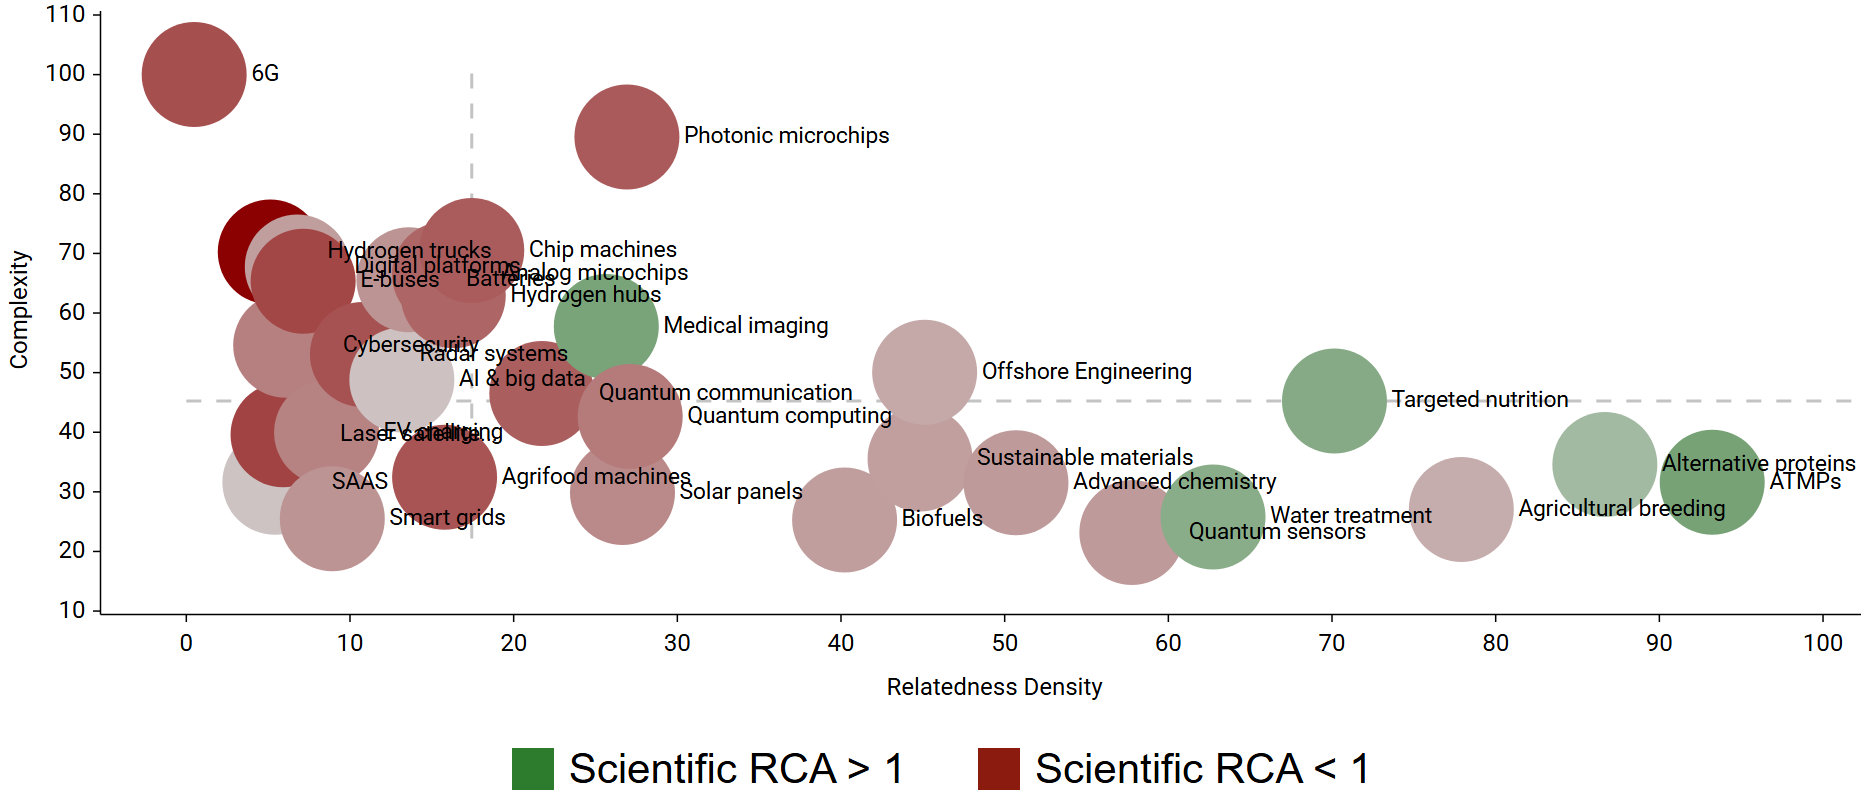 110
100
90
80
70
60
50
40
30
20
10
Complexity
6G
Photonic microchips
Hydrogen trucks
Chip machines
Digital platforms
Analog microchips
E-buses
Batteries
Hydrogen hubs
Medical imaging
Cybersecurity
Radar systems
AI & big data
Offshore Engineering
Quantum communication
Targeted nutrition
Quantum computing
Laser satellite...
EV charging
Sustainable materials
Alternative proteins
SAAS
Agrifood machines
Advanced chemistry
ATMPs
Solar panels
Smart grids
Biofuels
Water treatment
Agricultural breeding
Quantum sensors
0 10 20 30 40 50 60 70 80 90 100
Relatedness Density
Scientific RCA > 1 Scientific RCA < 1